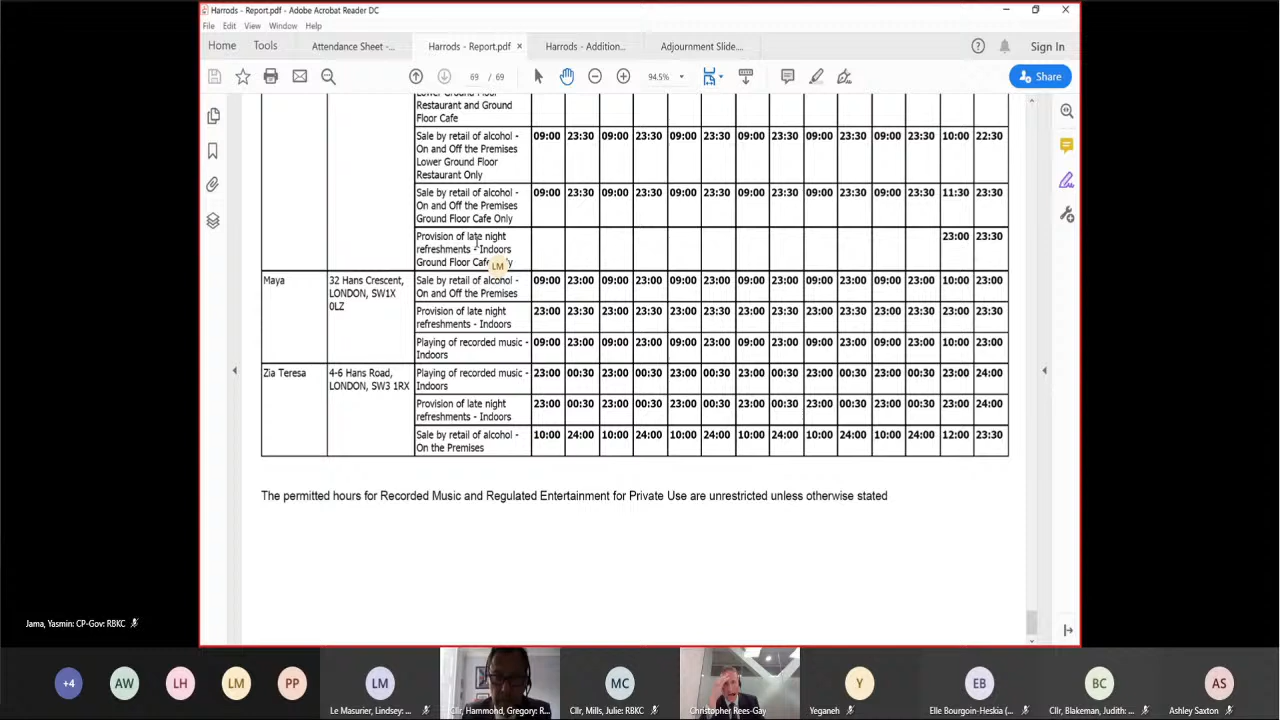 Harrods - Report.pdf - Adobe Acrobat Reader DC
File Edit View Window Help
Home Tools Attendance Sheet -... Harrods - Report.pdf × Harrods - Addition... Adjournment Slide... Sign In
69 / 69 94.5% Share
Restaurant and Ground
Floor Cafe
Sale by retail of alcohol - 09:00 23:30 09:00 23:30 09:00 23:30 09:00 23:30 09:00 23:30 09:00 23:30 10:00 22:30
On and Off the Premises
Lower Ground Floor
Restaurant Only
Sale by retail of alcohol - 09:00 23:30 09:00 23:30 09:00 23:30 09:00 23:30 09:00 23:30 09:00 23:30 11:30 23:30
On and Off the Premises
Ground Floor Cafe Only
Provision of late night 23:00 23:30
refreshments - Indoors
Ground Floor Cafe
LM
Maya 32 Hans Crescent, Sale by retail of alcohol - 09:00 23:00 09:00 23:00 09:00 23:00 09:00 23:00 09:00 23:00 09:00 23:00 10:00 23:00
LONDON, SW1X On and Off the Premises
0LZ
Provision of late night 23:00 23:30 23:00 23:30 23:00 23:30 23:00 23:30 23:00 23:30 23:00 23:30 23:00 23:30
refreshments - Indoors
Playing of recorded music - 09:00 23:00 09:00 23:00 09:00 23:00 09:00 23:00 09:00 23:00 09:00 23:00 10:00 23:00
Indoors
Zia Teresa 4-6 Hans Road, Playing of recorded music - 23:00 00:30 23:00 00:30 23:00 00:30 23:00 00:30 23:00 00:30 23:00 00:30 23:00 24:00
LONDON, SW3 1RX Indoors
Provision of late night 23:00 00:30 23:00 00:30 23:00 00:30 23:00 00:30 23:00 00:30 23:00 00:30 23:00 24:00
refreshments - Indoors
Sale by retail of alcohol - 10:00 24:00 10:00 24:00 10:00 24:00 10:00 24:00 10:00 24:00 10:00 24:00 12:00 23:30
On the Premises
The permitted hours for Recorded Music and Regulated Entertainment for Private Use are unrestricted unless otherwise stated
Jama, Yasmin: CP-Gov: RBKC
+4 AW LH LM PP LM MC Y EB BC AS
Le Masurier, Lindsey: ... Cllr, Hammond, Gregory: R... Cllr, Mills, Julie: RBKC Christopher Rees-Gay Yeganeh Elle Bourgoin-Heskia (... Cllr, Blakeman, Judith: ... Ashley Saxton